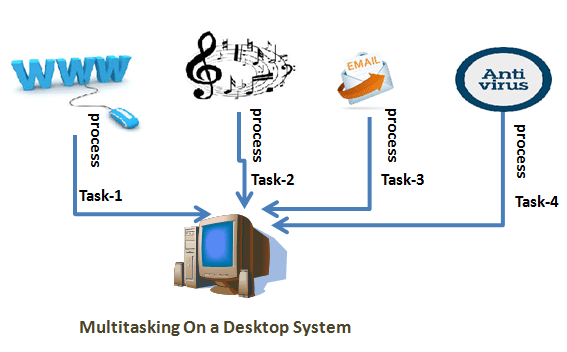 WWW
EMAIL
Anti
virus
process
process
process
process
Task-1
Task-2
Task-3
Task-4
Multitasking On a Desktop System